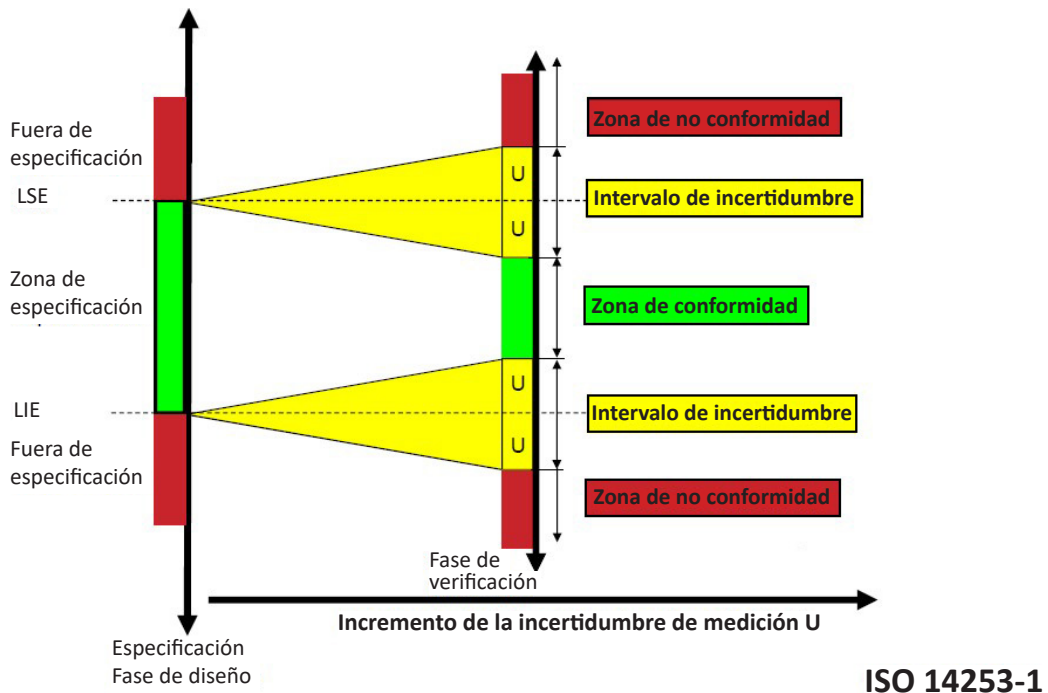 Fuera de
especificación
LSE
Zona de
especificación
LIE
Fuera de
especificación
U
U
U
U
Zona de no conformidad
Intervalo de incertidumbre
Zona de conformidad
Intervalo de incertidumbre
Zona de no conformidad
Fase de
verificación
Incremento de la incertidumbre de medición U
Especificación
Fase de diseño
ISO 14253-1